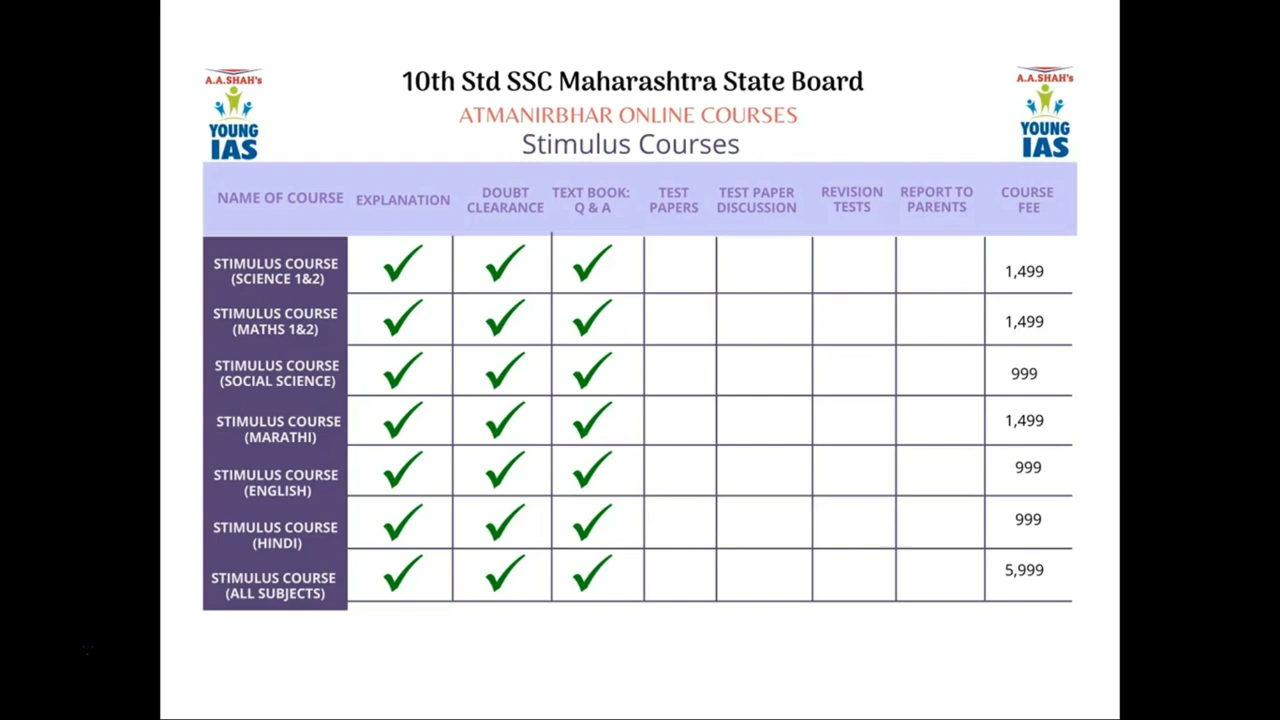 A.A.SHAH's
YOUNG
IAS
10th Std SSC Maharashtra State Board
ATMANIRBHAR ONLINE COURSES
Stimulus Courses
A.A.SHAH's
YOUNG
IAS
NAME OF COURSE EXPLANATION DOUBT CLEARANCE TEXT BOOK: Q & A TEST PAPERS TEST PAPER DISCUSSION REVISION TESTS REPORT TO PARENTS COURSE FEE
STIMULUS COURSE
(SCIENCE 1&2) 1,499
STIMULUS COURSE
(MATHS 1&2) 1,499
STIMULUS COURSE
(SOCIAL SCIENCE) 999
STIMULUS COURSE
(MARATHI) 1,499
STIMULUS COURSE
(ENGLISH) 999
STIMULUS COURSE
(HINDI) 999
STIMULUS COURSE
(ALL SUBJECTS) 5,999